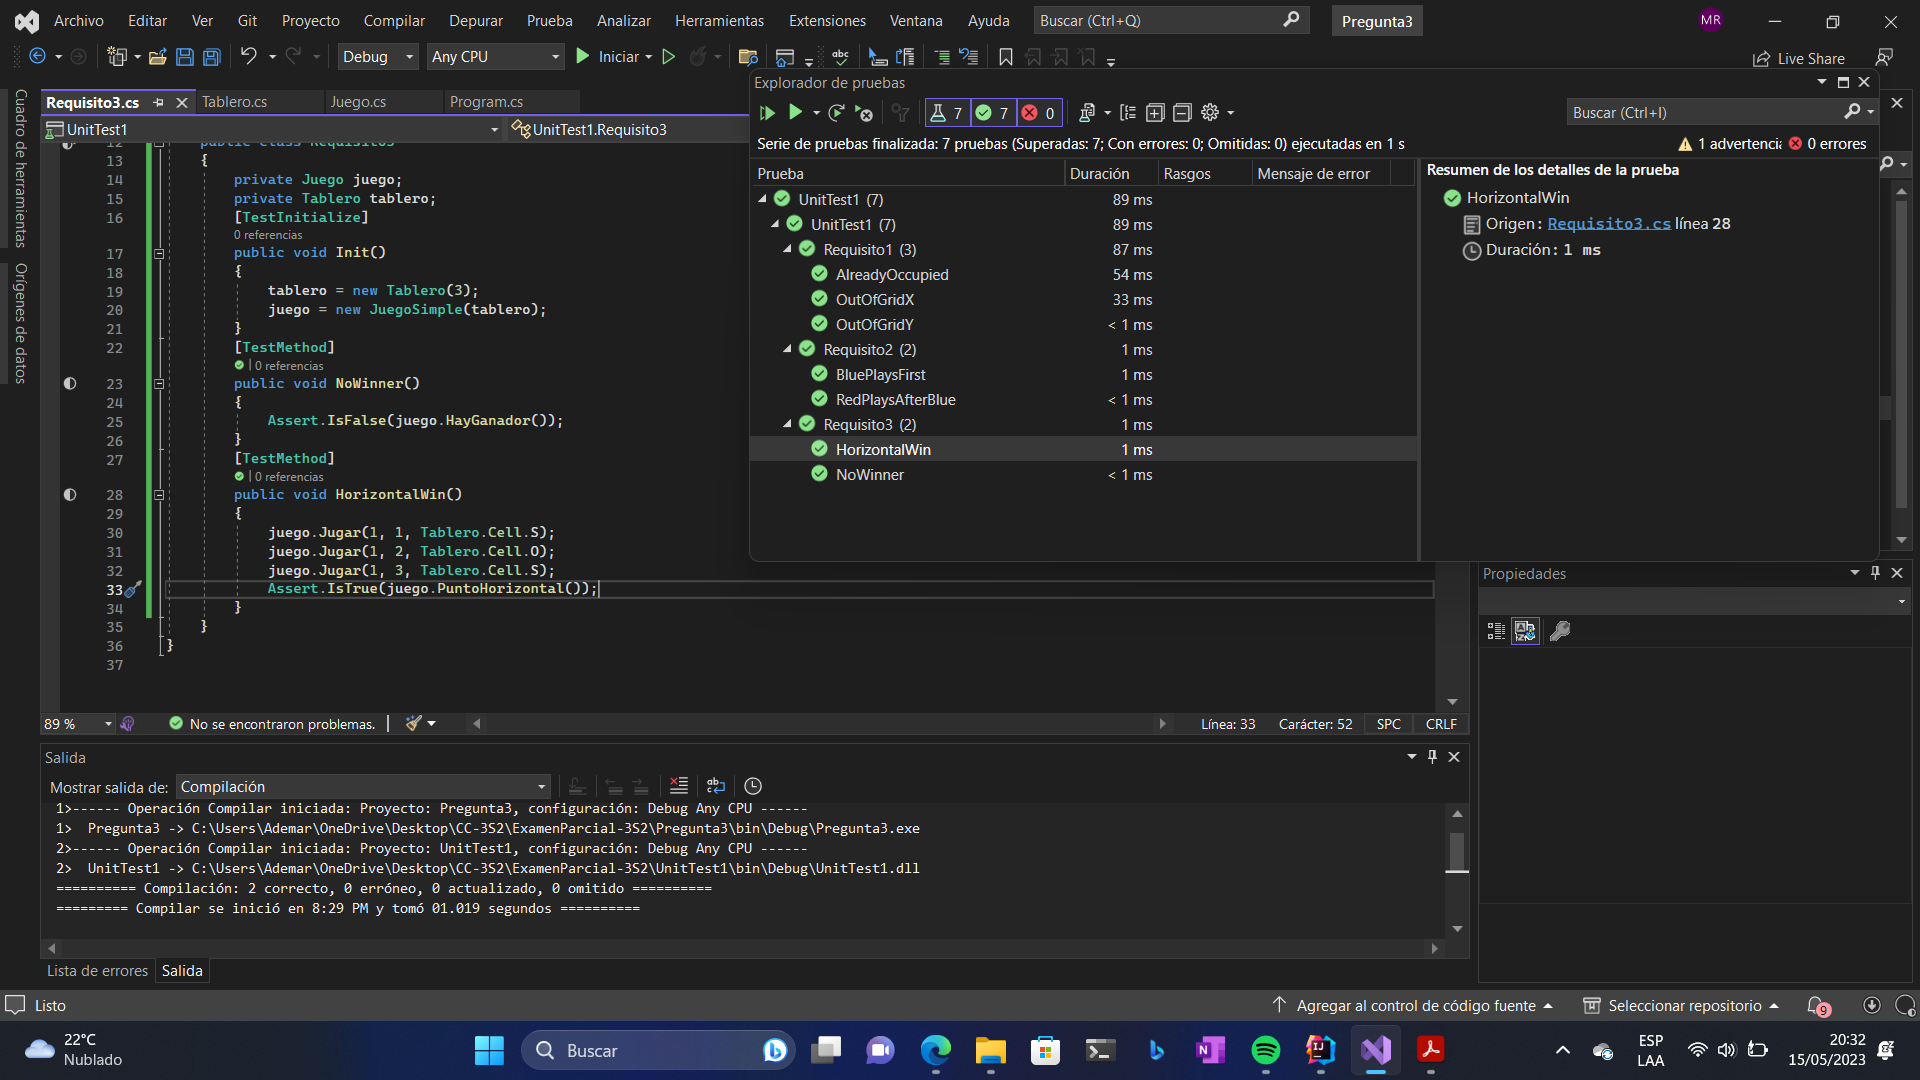 Archivo Editar Ver Git Proyecto Compilar Depurar Prueba Analizar Herramientas Extensiones Ventana Ayuda Buscar (Ctrl+Q) Pregunta3 MR
Debug Any CPU Iniciar Live Share
Cuadro de herramientas
Orígenes de datos
Requisito3.cs Tablero.cs Juego.cs Program.cs
UnitTest1 UnitTest1.Requisito3
12 public class Requisito3
13 {
14 private Juego juego;
15 private Tablero tablero;
16 [TestInitialize]
0 referencias
17 public void Init()
18 {
19 tablero = new Tablero(3);
20 juego = new JuegoSimple(tablero);
21 }
22 [TestMethod]
| 0 referencias
23 public void NoWinner()
24 {
25 Assert.IsFalse(juego.HayGanador());
26 }
27 [TestMethod]
| 0 referencias
28 public void HorizontalWin()
29 {
30 juego.Jugar(1, 1, Tablero.Cell.S);
31 juego.Jugar(1, 2, Tablero.Cell.O);
32 juego.Jugar(1, 3, Tablero.Cell.S);
33 Assert.IsTrue(juego.PuntoHorizontal());
34 }
35 }
36 }
37
89 % No se encontraron problemas. Línea: 33 Carácter: 52 SPC CRLF
Explorador de pruebas
7 7 0 Buscar (Ctrl+I)
Serie de pruebas finalizada: 7 pruebas (Superadas: 7; Con errores: 0; Omitidas: 0) ejecutadas en 1 s 1 advertencia 0 errores
Prueba Duración Rasgos Mensaje de error
UnitTest1 (7) 89 ms
UnitTest1 (7) 89 ms
Requisito1 (3) 87 ms
AlreadyOccupied 54 ms
OutOfGridX 33 ms
OutOfGridY < 1 ms
Requisito2 (2) 1 ms
BluePlaysFirst 1 ms
RedPlaysAfterBlue < 1 ms
Requisito3 (2) 1 ms
HorizontalWin 1 ms
NoWinner < 1 ms
Resumen de los detalles de la prueba
HorizontalWin
Origen: Requisito3.cs línea 28
Duración: 1 ms
Propiedades
Salida
Mostrar salida de: Compilación
1>------ Operación Compilar iniciada: Proyecto: Pregunta3, configuración: Debug Any CPU ------
1> Pregunta3 -> C:\Users\Ademar\OneDrive\Desktop\CC-3S2\ExamenParcial-3S2\Pregunta3\bin\Debug\Pregunta3.exe
2>------ Operación Compilar iniciada: Proyecto: UnitTest1, configuración: Debug Any CPU ------
2> UnitTest1 -> C:\Users\Ademar\OneDrive\Desktop\CC-3S2\ExamenParcial-3S2\UnitTest1\bin\Debug\UnitTest1.dll
========== Compilación: 2 correcto, 0 erróneo, 0 actualizado, 0 omitido ==========
========= Compilar se inició en 8:29 PM y tomó 01.019 segundos ==========
Lista de errores Salida
Listo Agregar al control de código fuente Seleccionar repositorio 9
22°C
Nublado
Buscar
ESP
LAA
20:32
15/05/2023